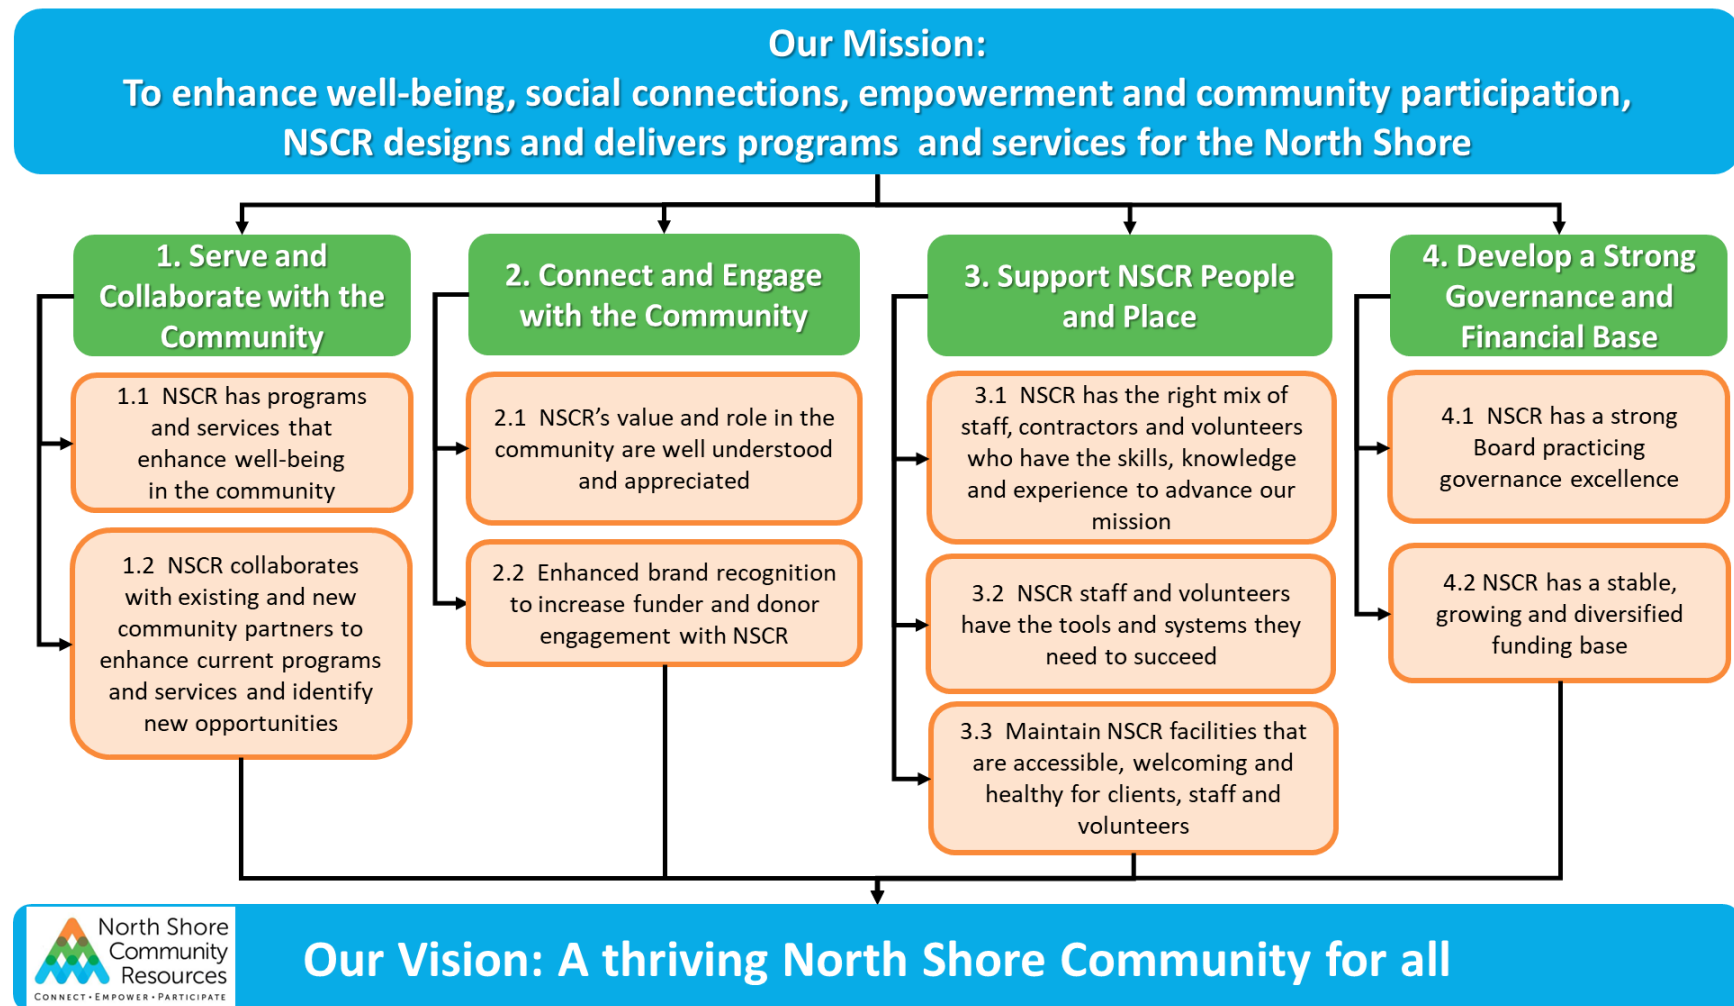 Our Mission:
To enhance well-being, social connections, empowerment and community participation,
NSCR designs and delivers programs and services for the North Shore
1. Serve and
Collaborate with the
Community
1.1 NSCR has programs
and services that
enhance well-being
in the community
1.2 NSCR collaborates
with existing and new
community partners to
enhance current programs
and services and identify
new opportunities
2. Connect and Engage
with the Community
2.1 NSCR’s value and role in the
community are well understood
and appreciated
2.2 Enhanced brand recognition
to increase funder and donor
engagement with NSCR
3. Support NSCR People
and Place
3.1 NSCR has the right mix of
staff, contractors and volunteers
who have the skills, knowledge
and experience to advance our
mission
3.2 NSCR staff and volunteers
have the tools and systems they
need to succeed
3.3 Maintain NSCR facilities that
are accessible, welcoming and
healthy for clients, staff and
volunteers
4. Develop a Strong
Governance and
Financial Base
4.1 NSCR has a strong
Board practicing
governance excellence
4.2 NSCR has a stable,
growing and diversified
funding base
North Shore
Community
Resources
CONNECT • EMPOWER • PARTICIPATE
Our Vision: A thriving North Shore Community for all